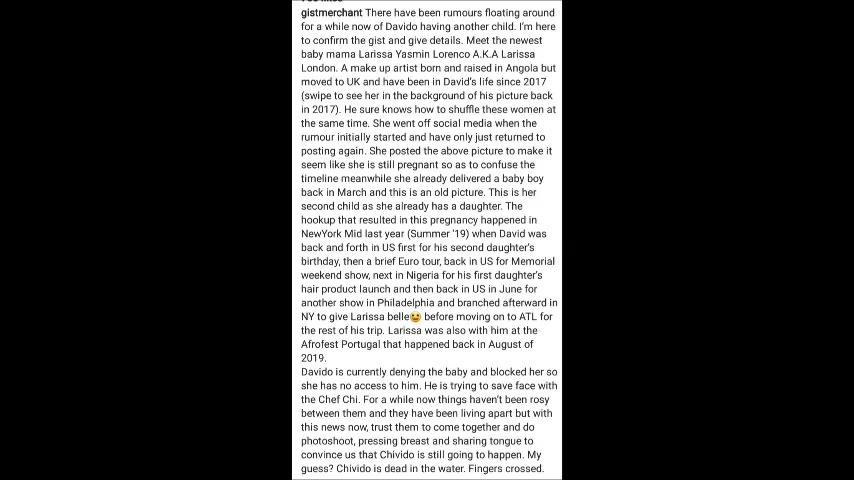 gistmerchant There have been rumours floating around
for a while now of Davido having another child. I'm here
to confirm the gist and give details. Meet the newest
baby mama Larissa Yasmin Lorenco A.K.A Larissa
London. A make up artist born and raised in Angola but
moved to UK and have been in David's life since 2017
(swipe to see her in the background of his picture back
in 2017). He sure knows how to shuffle these women at
the same time. She went off social media when the
rumour initially started and have only just returned to
posting again. She posted the above picture to make it
seem like she is still pregnant so as to confuse the
timeline meanwhile she already delivered a baby boy
back in March and this is an old picture. This is her
second child as she already has a daughter. The
hookup that resulted in this pregnancy happened in
NewYork Mid last year (Summer '19) when David was
back and forth in US first for his second daughter's
birthday, then a brief Euro tour, back in US for Memorial
weekend show, next in Nigeria for his first daughter's
hair product launch and then back in US in June for
another show in Philadelphia and branched afterward in
NY to give Larissa belle😆 before moving on to ATL for
the rest of his trip. Larissa was also with him at the
Afrofest Portugal that happened back in August of
2019.
Davido is currently denying the baby and blocked her so
she has no access to him. He is trying to save face with
the Chef Chi. For a while now things haven't been rosy
between them and they have been living apart but with
this news now, trust them to come together and do
photoshoot, pressing breast and sharing tongue to
convince us that Chivido is still going to happen. My
guess? Chivido is dead in the water. Fingers crossed.